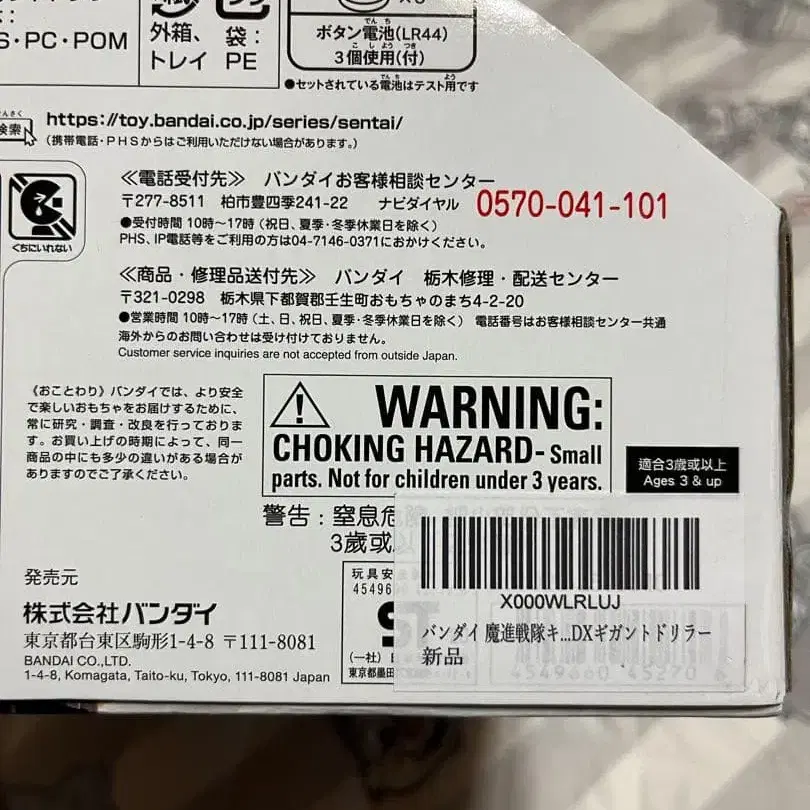 S・PC・POM
外箱、
トレイ
袋:
PE
ボタン電池(LR44)
3個使用(付)
●セットされている電池はテスト用です
検索
https://toy.bandai.co.jp/series/sentai/
(携帯電話・PHSからはご利用いただけない場合があります。)
くちにいれない
≪電話受付先≫ バンダイお客様相談センター
〒277-8511 柏市豊四季241-22 ナビダイヤル 0570-041-101
●受付時間 10時〜17時(祝日、夏季・冬季休業日を除く)
PHS、IP電話等をご利用の方は04-7146-0371におかけください。
≪商品・修理品送付先≫ バンダイ 栃木修理・配送センター
〒321-0298 栃木県下都賀郡壬生町おもちゃのまち4-2-20
●営業時間 10時〜17時(土、日、祝日、夏季・冬季休業日を除く) 電話番号はお客様相談センター共通
海外からのお問い合わせは受け付けておりません。
Customer service inquiries are not accepted from outside Japan.
《おことわり》バンダイでは、より安全
で楽しいおもちゃをお届けするために、
常に研究・調査・改良を行っておりま
す。お買い上げの時期によって、同一
商品の中にも多少の違いがある場合が
ありますのでご了承ください。
WARNING:
CHOKING HAZARD- Small
parts. Not for children under 3 years.
適合3歳或以上
Ages 3 & up
警告:窒息危
3歳或
発売元
株式会社バンダイ
東京都台東区駒形1-4-8 〒111-8081
BANDAI CO.,LTD.
1-4-8, Komagata, Taito-ku, Tokyo, 111-8081 Japan
玩具安
45496
(一社)
東京都墨田
X000WLRLUJ
バンダイ 魔進戦隊キ...DXギガントドリラー
新品
4549660 45270 6